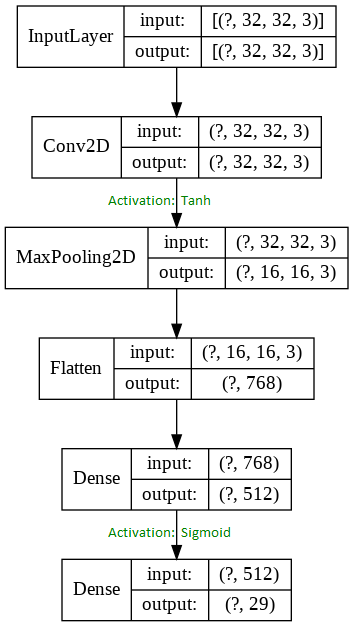 InputLayer
input: [(?, 32, 32, 3)]
output: [(?, 32, 32, 3)]
Conv2D
input: (?, 32, 32, 3)
output: (?, 32, 32, 3)
Activation: Tanh
MaxPooling2D
input: (?, 32, 32, 3)
output: (?, 16, 16, 3)
Flatten
input: (?, 16, 16, 3)
output: (?, 768)
Dense
input: (?, 768)
output: (?, 512)
Activation: Sigmoid
Dense
input: (?, 512)
output: (?, 29)